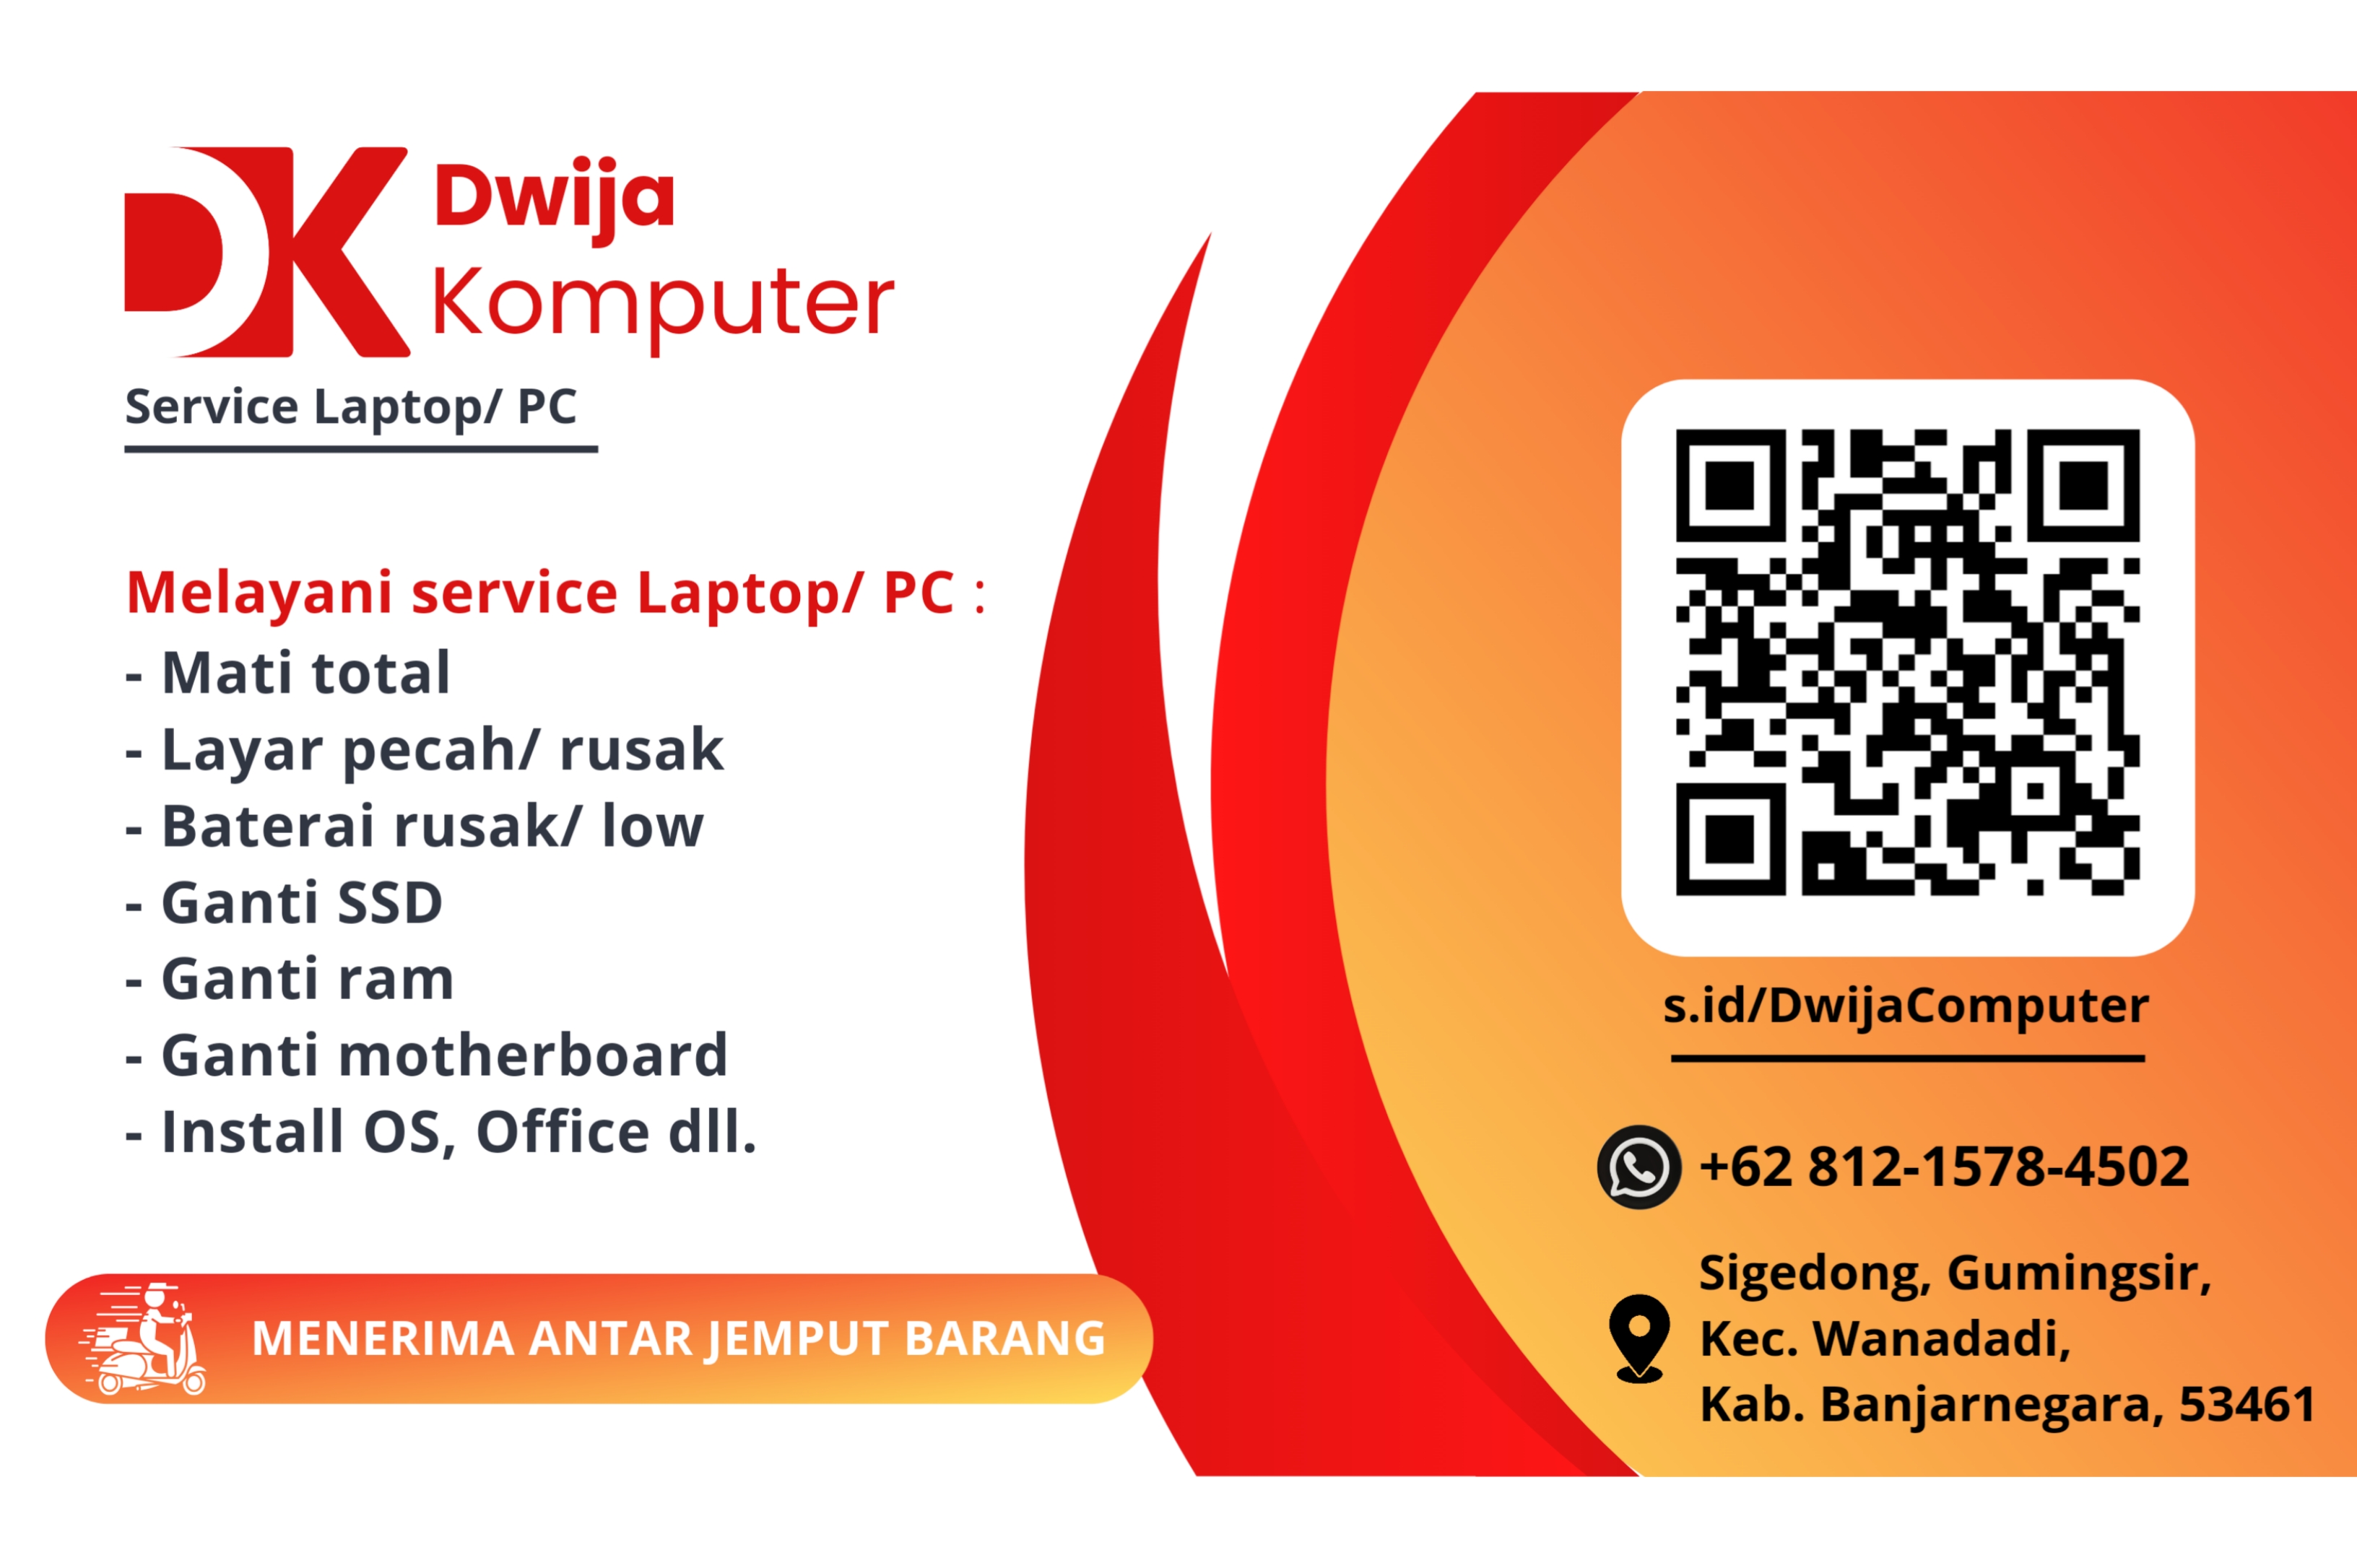 DK
Dwija
Komputer
Service Laptop/ PC
Melayani service Laptop/ PC :
- Mati total
- Layar pecah/ rusak
- Baterai rusak/ low
- Ganti SSD
- Ganti ram
- Ganti motherboard
- Install OS, Office dll.
MENERIMA ANTAR JEMPUT BARANG
s.id/DwijaComputer
+62 812-1578-4502
Sigedong, Gumingsir,
Kec. Wanadadi,
Kab. Banjarnegara, 53461